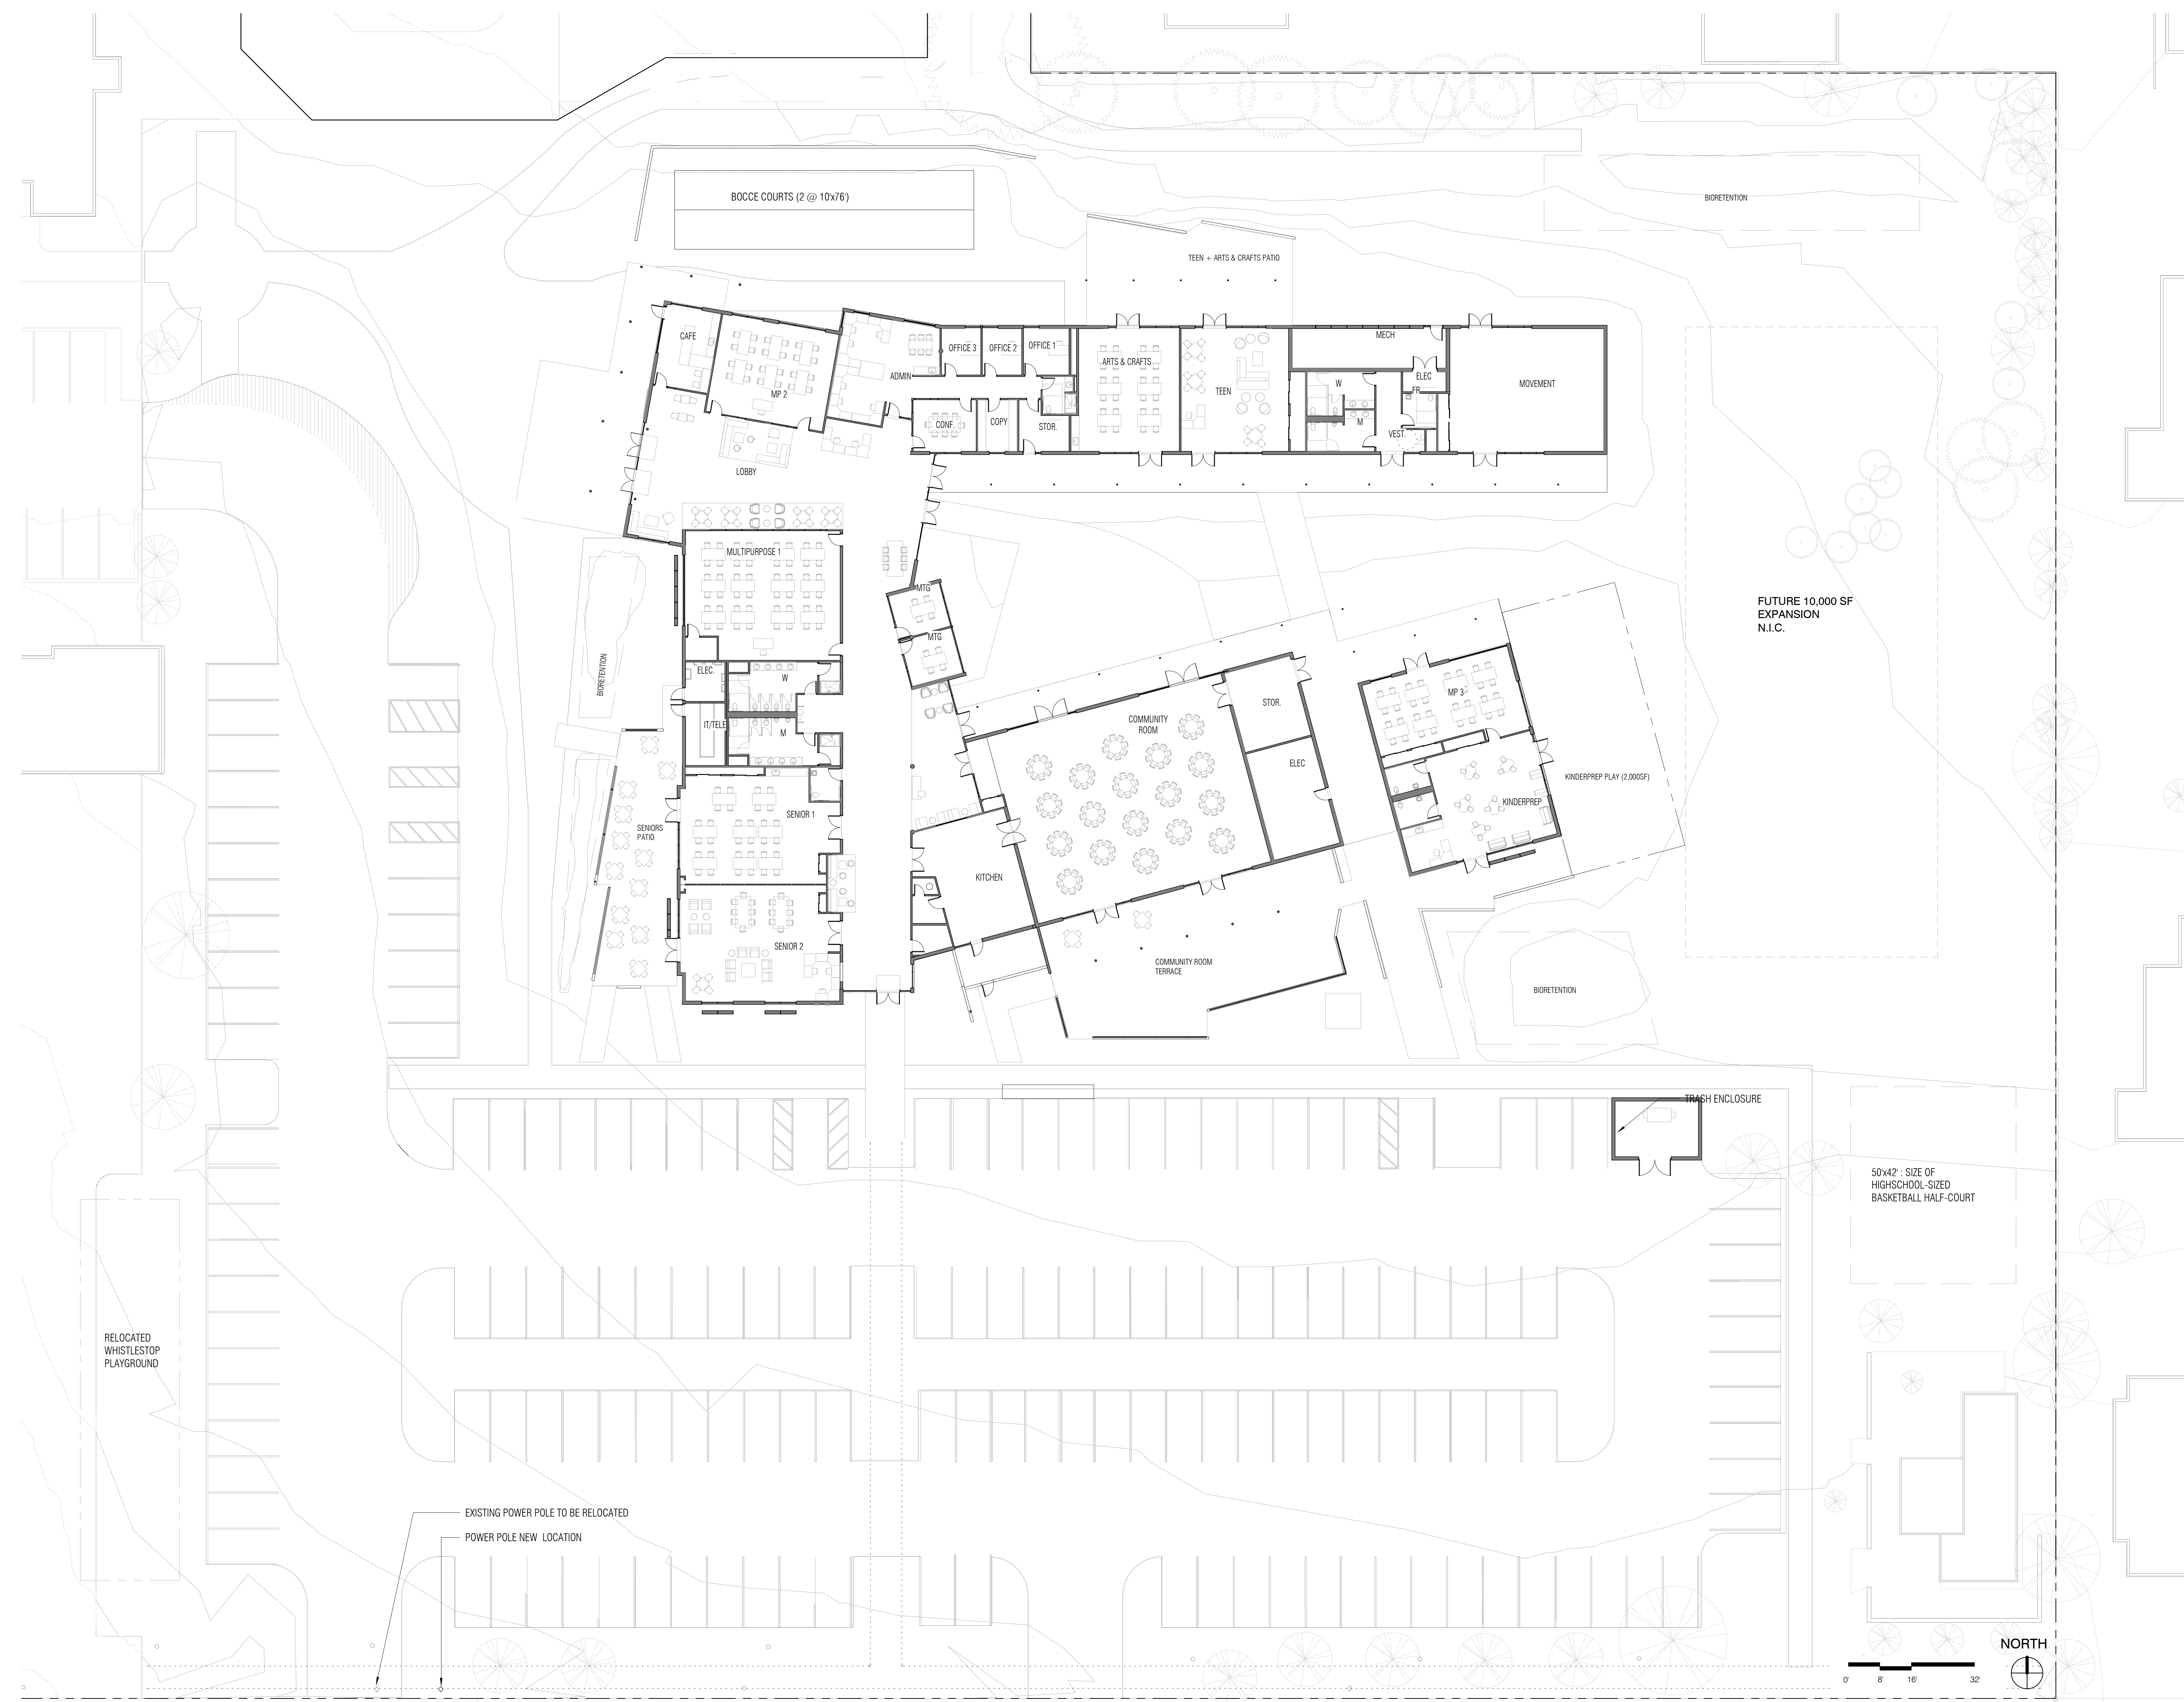 BOCCE COURTS (2 @ 10'x76')
BIORETENTION
TEEN + ARTS & CRAFTS PATIO
CAFE
MP 2
ADMIN
OFFICE 3
OFFICE 2
OFFICE 1
ARTS & CRAFTS
TEEN
MECH
ELEC
FR
W
M
VEST.
MOVEMENT
CONF.
COPY
STOR.
LOBBY
MULTIPURPOSE 1
MTG
MTG
FUTURE 10,000 SF
EXPANSION
N.I.C.
BIORETENTION
ELEC.
W
IT/TELE
M
COMMUNITY
ROOM
STOR.
ELEC
MP 3
KINDERPREP PLAY (2,000SF)
KINDERPREP
SENIORS
PATIO
SENIOR 1
KITCHEN
SENIOR 2
COMMUNITY ROOM
TERRACE
BIORETENTION
TRASH ENCLOSURE
50'x42' : SIZE OF
HIGHSCHOOL-SIZED
BASKETBALL HALF-COURT
RELOCATED
WHISTLESTOP
PLAYGROUND
EXISTING POWER POLE TO BE RELOCATED
POWER POLE NEW LOCATION
NORTH
0' 8' 16' 32'